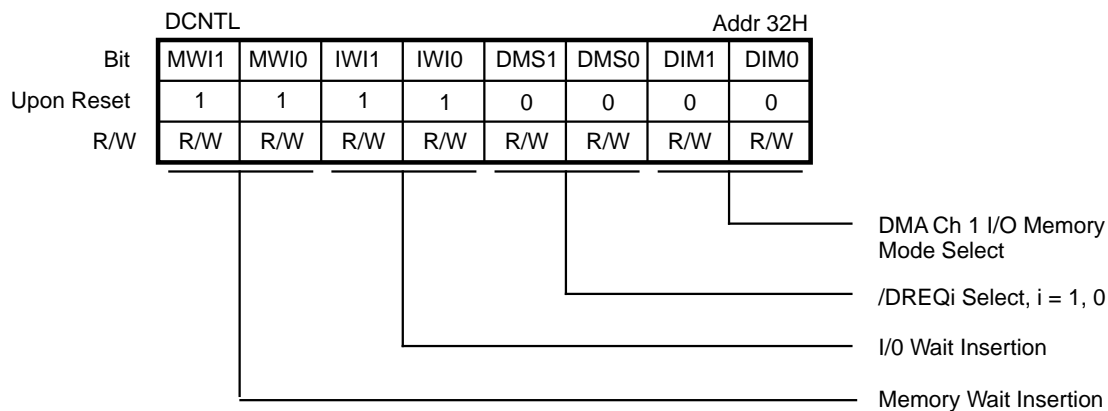 DCNTL Addr 32H
Bit MWI1 MWI0 IWI1 IWI0 DMS1 DMS0 DIM1 DIM0
Upon Reset 1 1 1 1 0 0 0 0
R/W R/W R/W R/W R/W R/W R/W R/W R/W
DMA Ch 1 I/O Memory
Mode Select
/DREQi Select, i = 1, 0
I/0 Wait Insertion
Memory Wait Insertion